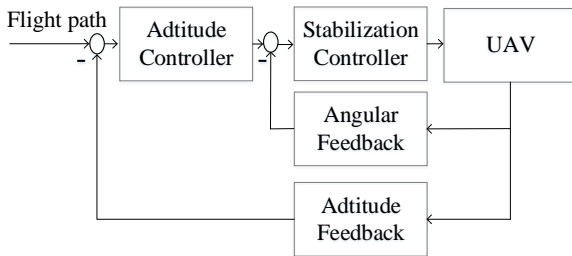 Flight path
Adtitude
Controller
Stabilization
Controller
UAV
-
-
Angular
Feedback
Adtitude
Feedback